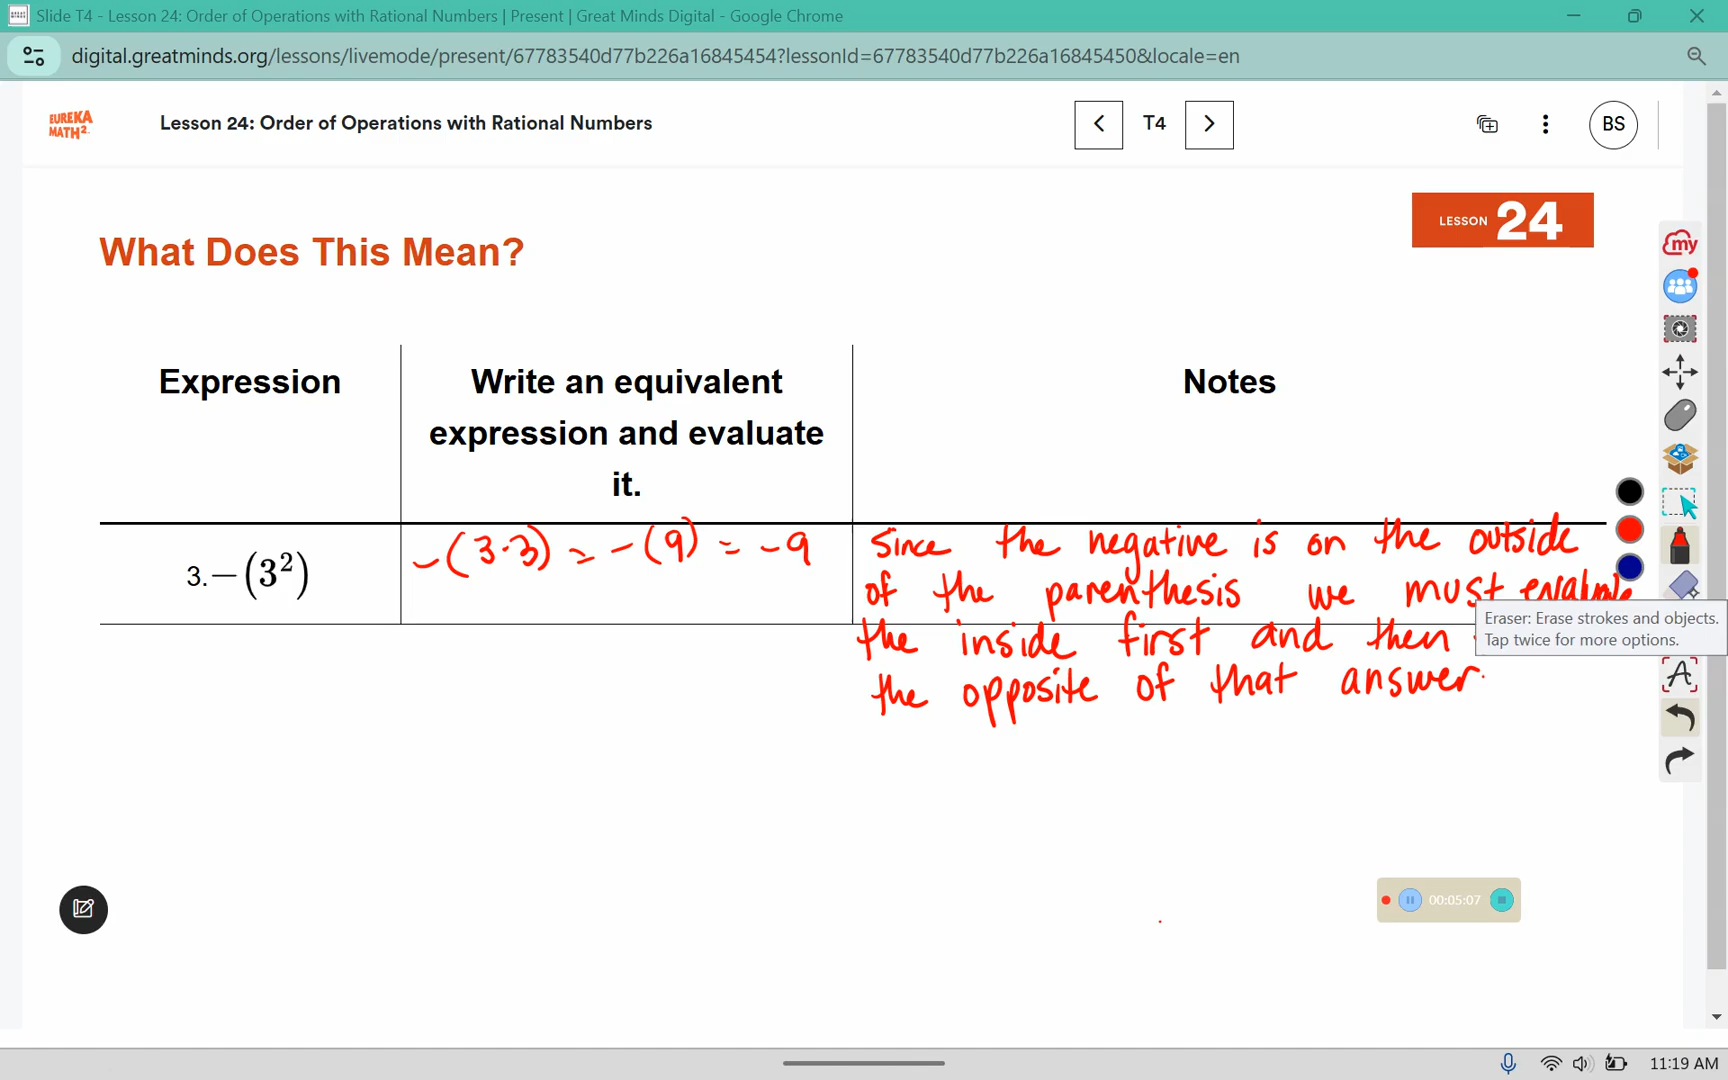 Slide T4 - Lesson 24: Order of Operations with Rational Numbers | Present | Great Minds Digital - Google Chrome
digital.greatminds.org/lessons/livemode/present/67783540d77b226a16845454?lessonId=67783540d77b226a16845450&locale=en
EUREKA
MATH²
Lesson 24: Order of Operations with Rational Numbers
T4
BS
LESSON 24
What Does This Mean?
Expression
Write an equivalent
expression and evaluate
it.
Notes
3. −(3²)
-(3·3) = -(9) = -9
Since the negative is on the outside
of the parenthesis we must evaluate
the inside first and then
the opposite of that answer.
my
Eraser: Erase strokes and objects.
Tap twice for more options.
A
00:05:07
11:19 AM